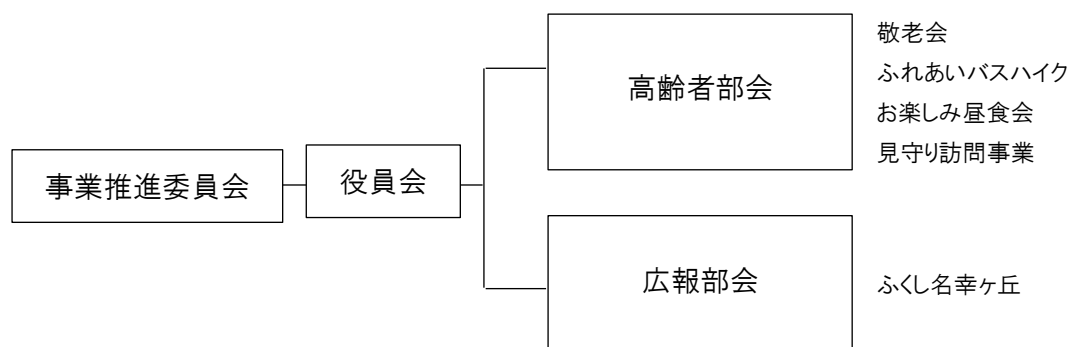 事業推進委員会
役員会
高齢者部会
敬老会
ふれあいバスハイク
お楽しみ昼食会
見守り訪問事業
広報部会
ふくし名幸ヶ丘